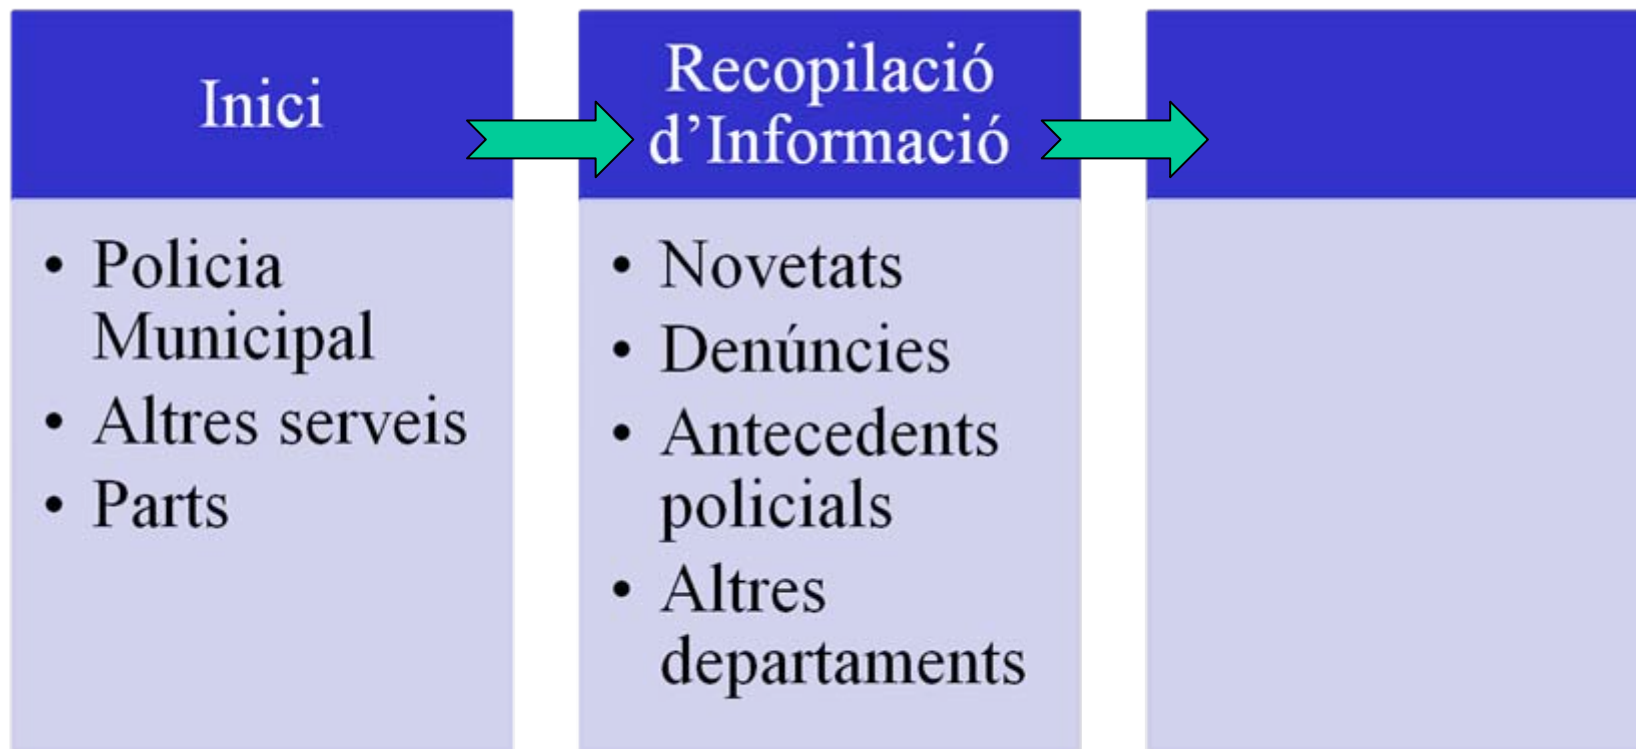 Inici
• Policia
Municipal
• Altres serveis
• Parts
Recopilació
d’Informació
• Novetats
• Denúncies
• Antecedents
policials
• Altres
departaments